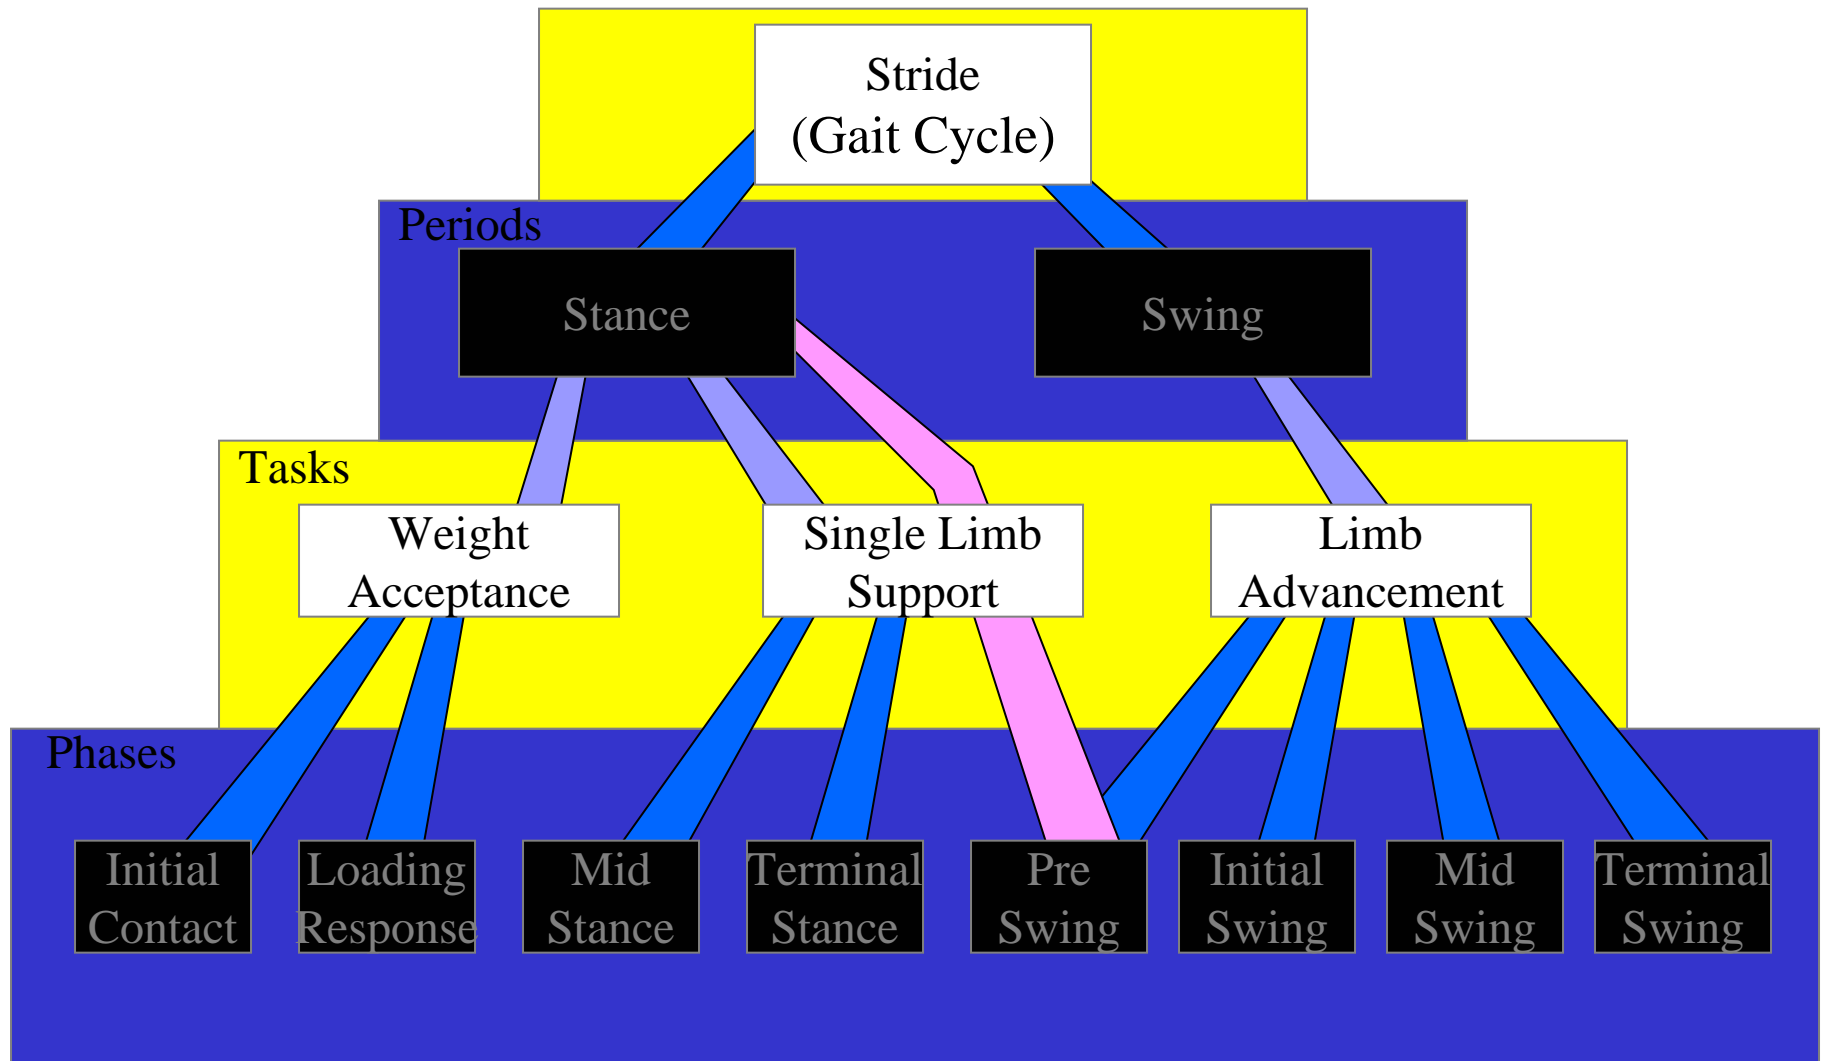 Stride
(Gait Cycle)
Periods
Stance
Swing
Tasks
Weight
Acceptance
Single Limb
Support
Limb
Advancement
Phases
Initial
Contact
Loading
Response
Mid
Stance
Terminal
Stance
Pre
Swing
Initial
Swing
Mid
Swing
Terminal
Swing